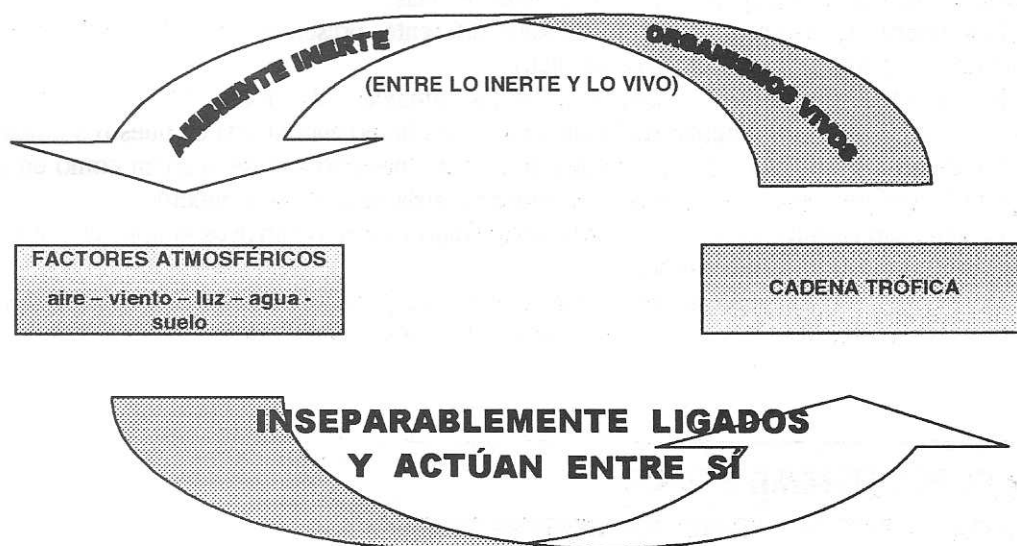 AMBIENTE INERTE
ORGANISMOS VIVOS
(ENTRE LO INERTE Y LO VIVO)
FACTORES ATMOSFÉRICOS
aire – viento – luz – agua -
suelo
CADENA TRÓFICA
INSEPARABLEMENTE LIGADOS
Y ACTÚAN ENTRE SÍ